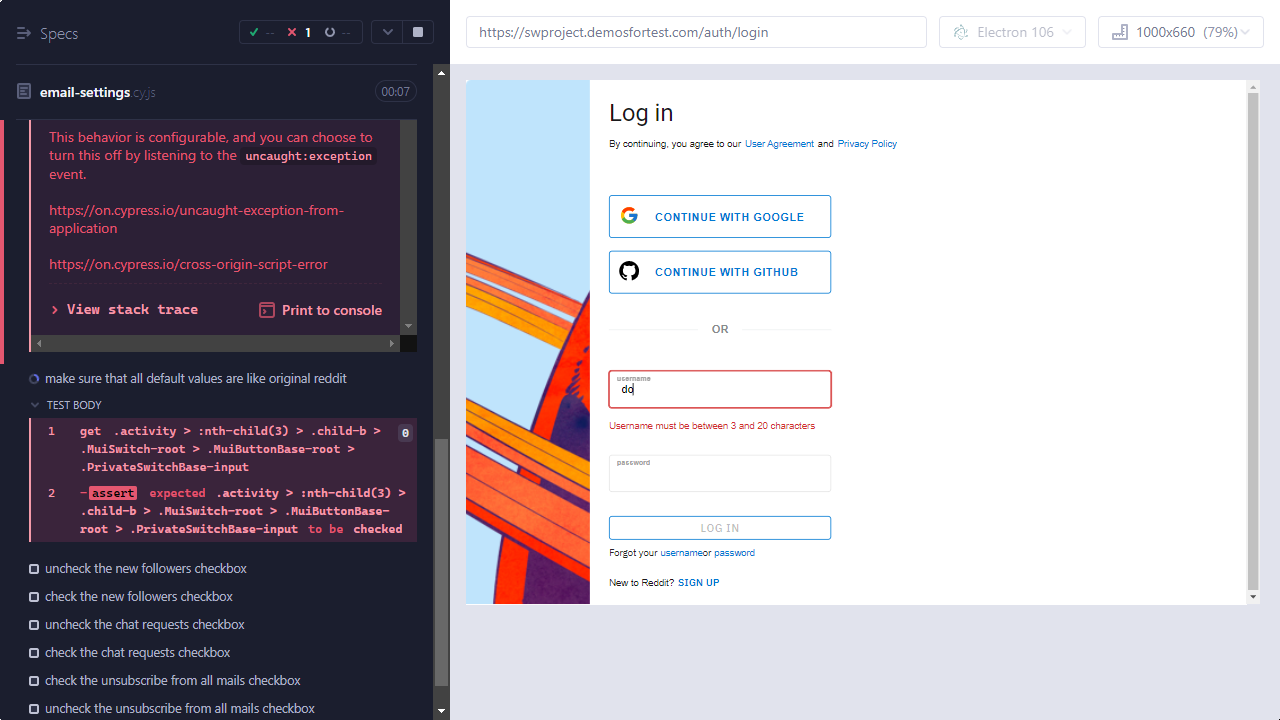 Specs
-- 1 --
email-settings.cy.js
00:07
This behavior is configurable, and you can choose to
turn this off by listening to the uncaught:exception
event.
https://on.cypress.io/uncaught-exception-from-
application
https://on.cypress.io/cross-origin-script-error
View stack trace
Print to console
make sure that all default values are like original reddit
TEST BODY
1 get .activity > :nth-child(3) > .child-b > 0
.MuiSwitch-root > .MuiButtonBase-root >
.PrivateSwitchBase-input
2 -assert expected .activity > :nth-child(3) >
.child-b > .MuiSwitch-root > .MuiButtonBase-
root > .PrivateSwitchBase-input to be checked
uncheck the new followers checkbox
check the new followers checkbox
uncheck the chat requests checkbox
check the chat requests checkbox
check the unsubscribe from all mails checkbox
uncheck the unsubscribe from all mails checkbox
https://swproject.demosfortest.com/auth/login
Electron 106
1000x660 (79%)
Log in
By continuing, you agree to our User Agreement and Privacy Policy
CONTINUE WITH GOOGLE
CONTINUE WITH GITHUB
OR
username
do
Username must be between 3 and 20 characters
password
LOG IN
Forgot your usernameor password
New to Reddit? SIGN UP